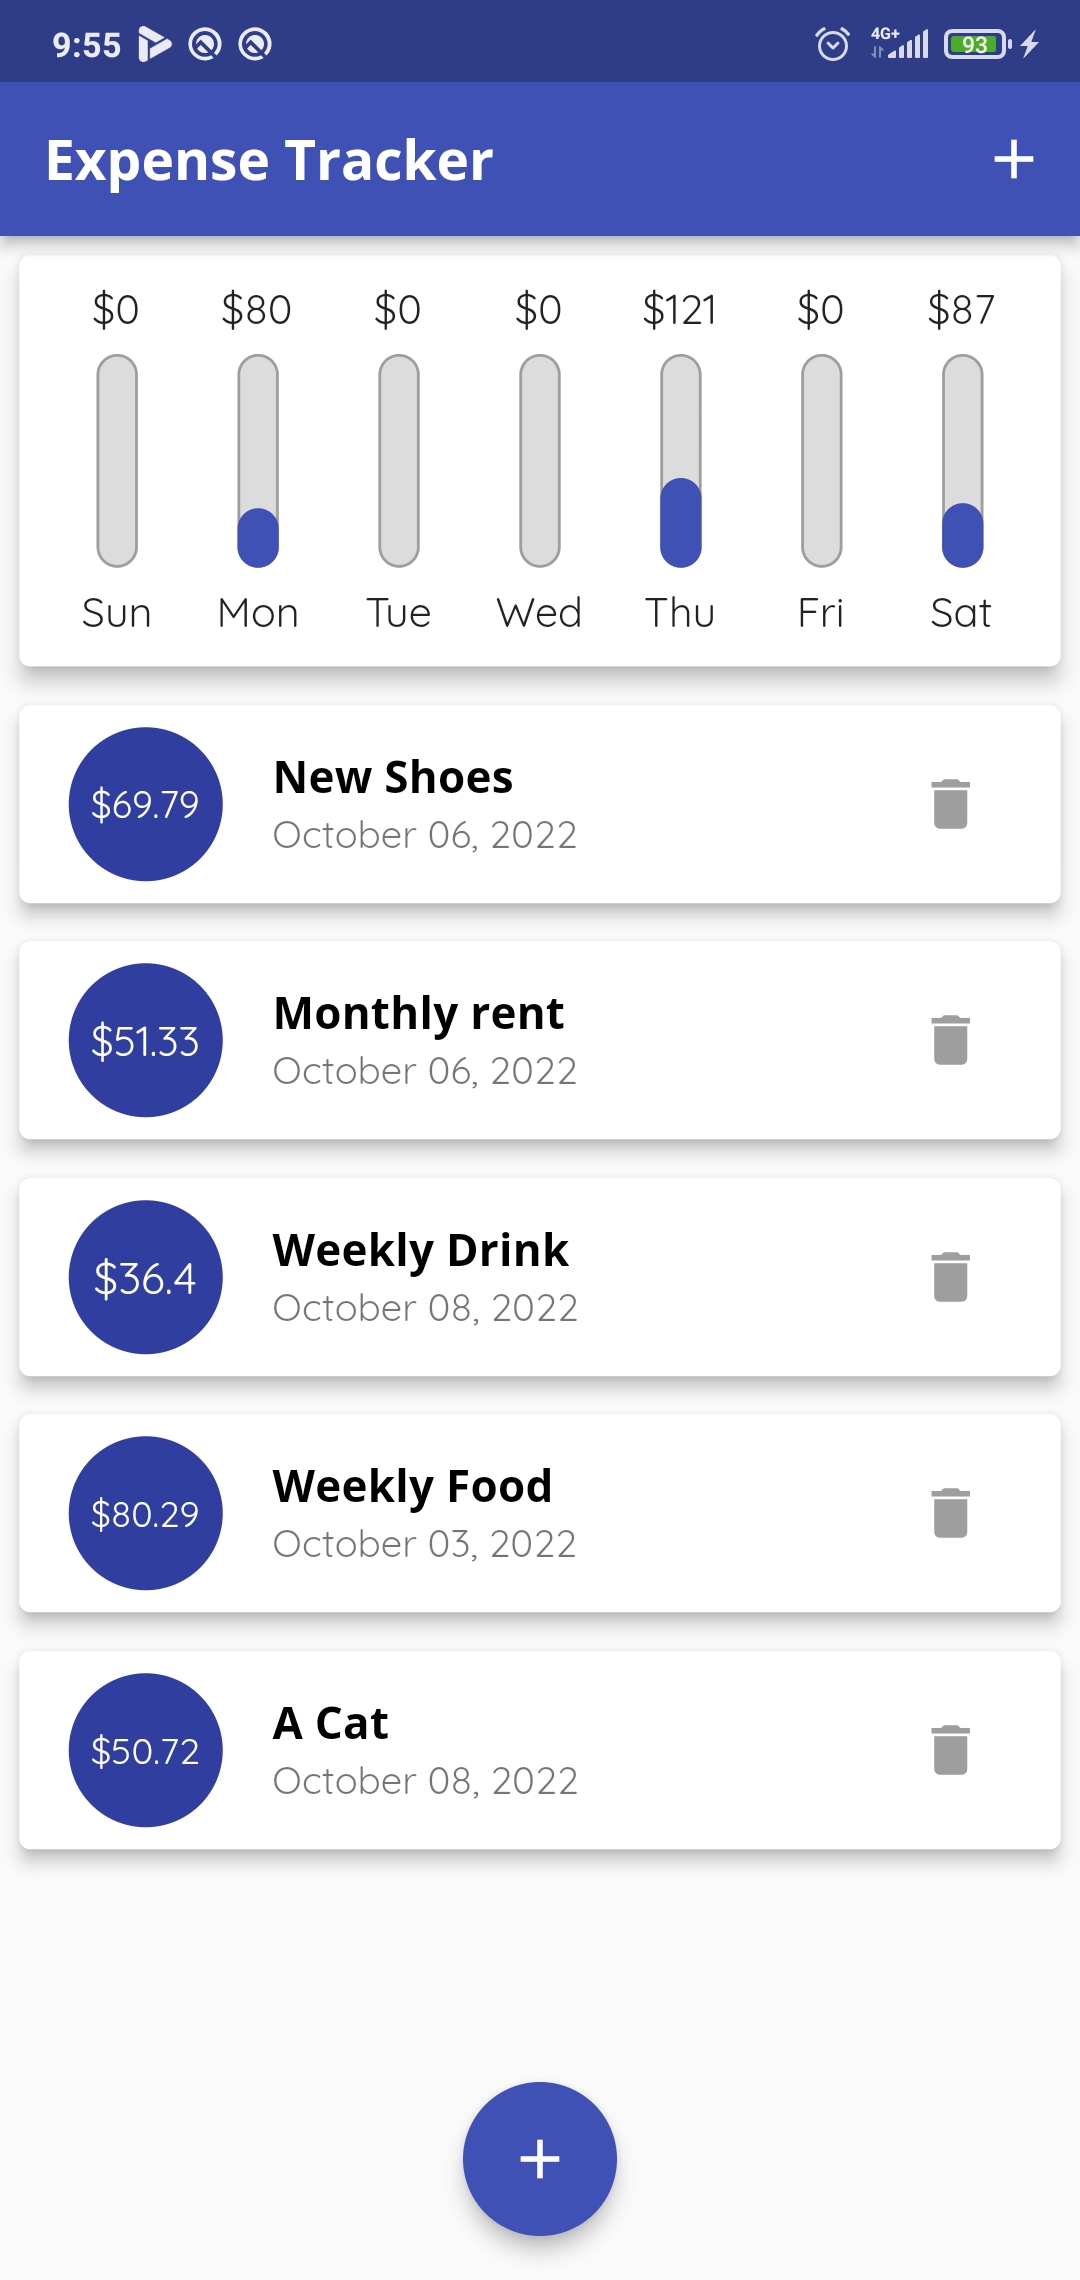 9:55 4G+ 93
Expense Tracker
$0 $80 $0 $0 $121 $0 $87
Sun Mon Tue Wed Thu Fri Sat
New Shoes
$69.79
October 06, 2022
Monthly rent
$51.33
October 06, 2022
Weekly Drink
$36.4
October 08, 2022
Weekly Food
$80.29
October 03, 2022
A Cat
$50.72
October 08, 2022